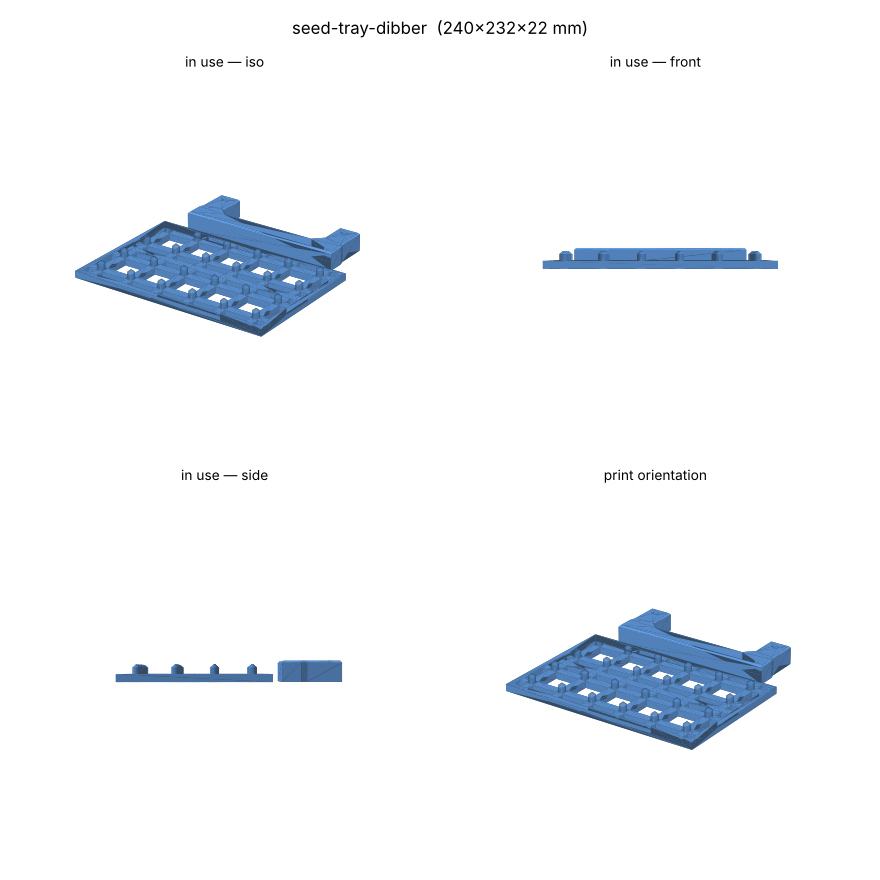 seed-tray-dibber (240×232×22 mm)
in use — iso
in use — front
in use — side
print orientation